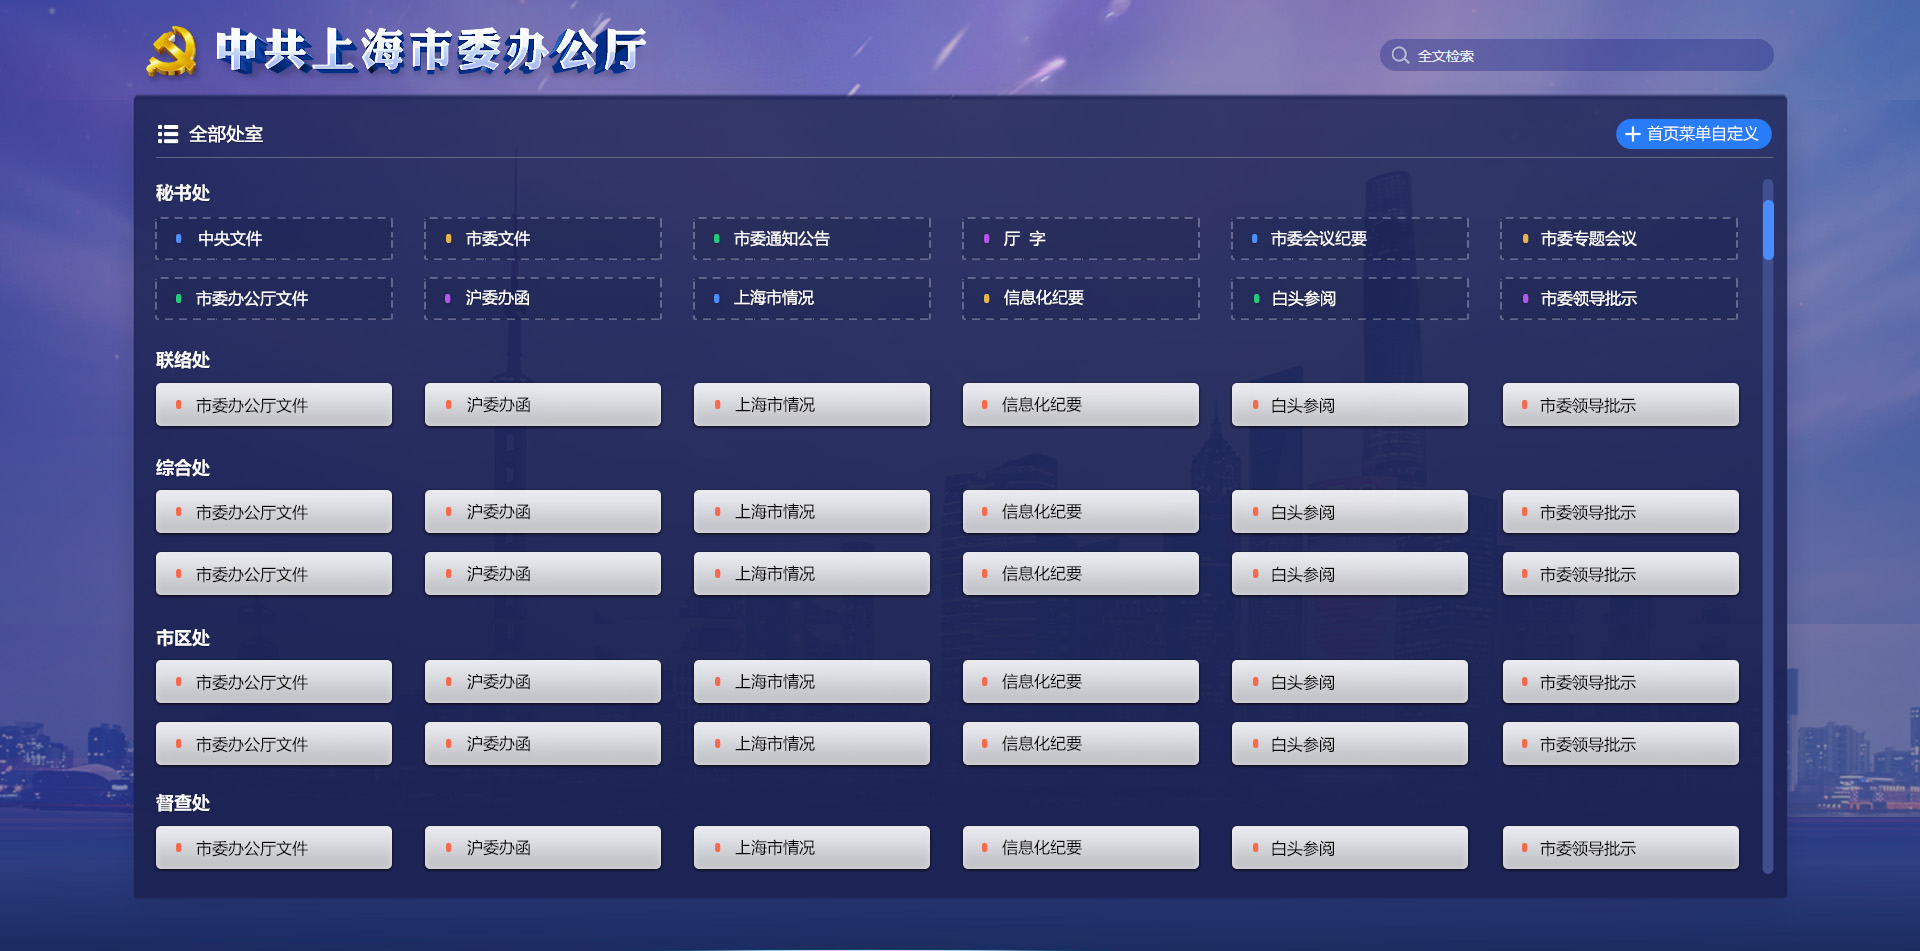 中共上海市委办公厅
全文检索
全部处室
首页菜单自定义
秘书处
中央文件 市委文件 市委通知公告 厅 字 市委会议纪要 市委专题会议
市委办公厅文件 沪委办函 上海市情况 信息化纪要 白头参阅 市委领导批示
联络处
市委办公厅文件 沪委办函 上海市情况 信息化纪要 白头参阅 市委领导批示
综合处
市委办公厅文件 沪委办函 上海市情况 信息化纪要 白头参阅 市委领导批示
市委办公厅文件 沪委办函 上海市情况 信息化纪要 白头参阅 市委领导批示
市区处
市委办公厅文件 沪委办函 上海市情况 信息化纪要 白头参阅 市委领导批示
市委办公厅文件 沪委办函 上海市情况 信息化纪要 白头参阅 市委领导批示
督查处
市委办公厅文件 沪委办函 上海市情况 信息化纪要 白头参阅 市委领导批示